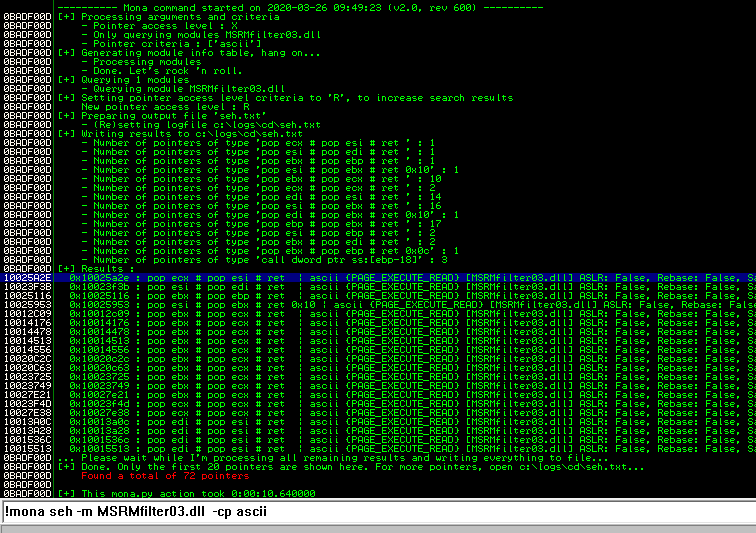 ---------- Mona command started on 2020-03-26 09:49:23 (v2.0, rev 600) ----------
0BADF00D [+] Processing arguments and criteria
0BADF00D - Pointer access level : X
0BADF00D - Only querying modules MSRMfilter03.dll
0BADF00D - Pointer criteria : ['ascii']
0BADF00D [+] Generating module info table, hang on...
0BADF00D - Processing modules
0BADF00D - Done. Let's rock 'n roll.
0BADF00D [+] Querying 1 modules
0BADF00D - Querying module MSRMfilter03.dll
0BADF00D [+] Setting pointer access level criteria to 'R', to increase search results
0BADF00D New pointer access level : R
0BADF00D [+] Preparing output file 'seh.txt'
0BADF00D - (Re)setting logfile c:\logs\cd\seh.txt
0BADF00D [+] Writing results to c:\logs\cd\seh.txt
0BADF00D - Number of pointers of type 'pop ecx # pop esi # ret ' : 1
0BADF00D - Number of pointers of type 'pop esi # pop edi # ret ' : 1
0BADF00D - Number of pointers of type 'pop ebx # pop ebp # ret ' : 1
0BADF00D - Number of pointers of type 'pop esi # pop ebx # ret 0x10' : 1
0BADF00D - Number of pointers of type 'pop ebx # pop ecx # ret ' : 10
0BADF00D - Number of pointers of type 'pop ecx # pop ecx # ret ' : 2
0BADF00D - Number of pointers of type 'pop edi # pop esi # ret ' : 14
0BADF00D - Number of pointers of type 'pop ebx # pop esi # ret ' : 16
0BADF00D - Number of pointers of type 'pop edi # pop ebx # ret 0x10' : 1
0BADF00D - Number of pointers of type 'pop ebp # pop ebx # ret ' : 17
0BADF00D - Number of pointers of type 'pop esi # pop ebp # ret ' : 2
0BADF00D - Number of pointers of type 'pop edi # pop ebx # ret ' : 2
0BADF00D - Number of pointers of type 'pop edi # pop ebx # ret 0x0c' : 1
0BADF00D - Number of pointers of type 'call dword ptr ss:[ebp-18]' : 3
0BADF00D [+] Results :
10025A2E 0x10025a2e : pop ecx # pop esi # ret | ascii {PAGE_EXECUTE_READ} [MSRMfilter03.dll] ASLR: False, Rebase: False, Sa
10023F3B 0x10023f3b : pop esi # pop edi # ret | ascii {PAGE_EXECUTE_READ} [MSRMfilter03.dll] ASLR: False, Rebase: False, Sa
10025116 0x10025116 : pop ebx # pop ebp # ret | ascii {PAGE_EXECUTE_READ} [MSRMfilter03.dll] ASLR: False, Rebase: False, Sa
10025953 0x10025953 : pop esi # pop ebx # ret 0x10 | ascii {PAGE_EXECUTE_READ} [MSRMfilter03.dll] ASLR: False, Rebase: False
10012C09 0x10012c09 : pop ebx # pop ecx # ret | ascii {PAGE_EXECUTE_READ} [MSRMfilter03.dll] ASLR: False, Rebase: False, Sa
10014176 0x10014176 : pop ebx # pop ecx # ret | ascii {PAGE_EXECUTE_READ} [MSRMfilter03.dll] ASLR: False, Rebase: False, Sa
10014478 0x10014478 : pop ebx # pop ecx # ret | ascii {PAGE_EXECUTE_READ} [MSRMfilter03.dll] ASLR: False, Rebase: False, Sa
10014513 0x10014513 : pop ebx # pop ecx # ret | ascii {PAGE_EXECUTE_READ} [MSRMfilter03.dll] ASLR: False, Rebase: False, Sa
10014556 0x10014556 : pop ebx # pop ecx # ret | ascii {PAGE_EXECUTE_READ} [MSRMfilter03.dll] ASLR: False, Rebase: False, Sa
10020C2C 0x10020c2c : pop ebx # pop ecx # ret | ascii {PAGE_EXECUTE_READ} [MSRMfilter03.dll] ASLR: False, Rebase: False, Sa
10020C63 0x10020c63 : pop ebx # pop ecx # ret | ascii {PAGE_EXECUTE_READ} [MSRMfilter03.dll] ASLR: False, Rebase: False, Sa
10023725 0x10023725 : pop ebx # pop ecx # ret | ascii {PAGE_EXECUTE_READ} [MSRMfilter03.dll] ASLR: False, Rebase: False, Sa
10023749 0x10023749 : pop ebx # pop ecx # ret | ascii {PAGE_EXECUTE_READ} [MSRMfilter03.dll] ASLR: False, Rebase: False, Sa
10027E21 0x10027e21 : pop ebx # pop ecx # ret | ascii {PAGE_EXECUTE_READ} [MSRMfilter03.dll] ASLR: False, Rebase: False, Sa
10023F4D 0x10023f4d : pop ecx # pop ecx # ret | ascii {PAGE_EXECUTE_READ} [MSRMfilter03.dll] ASLR: False, Rebase: False, Sa
10027E38 0x10027e38 : pop ecx # pop ecx # ret | ascii {PAGE_EXECUTE_READ} [MSRMfilter03.dll] ASLR: False, Rebase: False, Sa
10013A0C 0x10013a0c : pop edi # pop esi # ret | ascii {PAGE_EXECUTE_READ} [MSRMfilter03.dll] ASLR: False, Rebase: False, Sa
10013A28 0x10013a28 : pop edi # pop esi # ret | ascii {PAGE_EXECUTE_READ} [MSRMfilter03.dll] ASLR: False, Rebase: False, Sa
1001536C 0x1001536c : pop edi # pop esi # ret | ascii {PAGE_EXECUTE_READ} [MSRMfilter03.dll] ASLR: False, Rebase: False, Sa
10015513 0x10015513 : pop edi # pop esi # ret | ascii {PAGE_EXECUTE_READ} [MSRMfilter03.dll] ASLR: False, Rebase: False, Sa
0BADF00D ... Please wait while I'm processing all remaining results and writing everything to file...
0BADF00D [+] Done. Only the first 20 pointers are shown here. For more pointers, open c:\logs\cd\seh.txt...
0BADF00D Found a total of 72 pointers
0BADF00D
0BADF00D [+] This mona.py action took 0:00:10.640000
!mona seh -m MSRMfilter03.dll -cp ascii